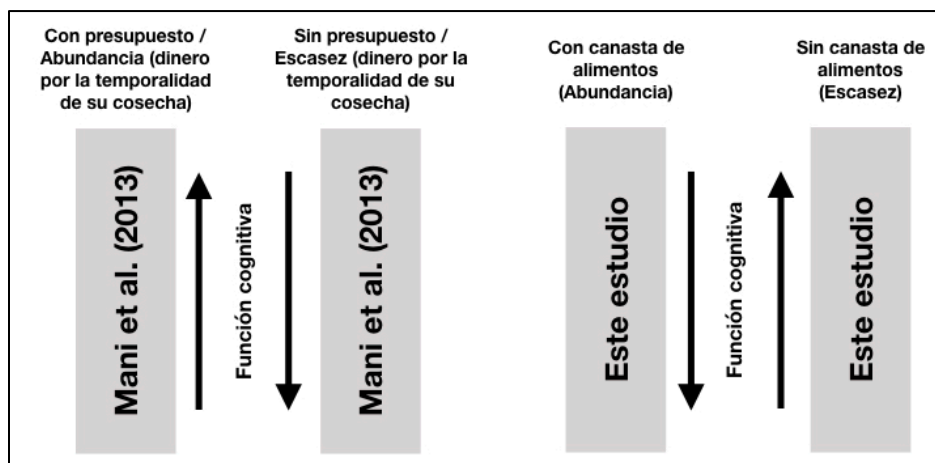 Con presupuesto /
Abundancia (dinero
por la temporalidad
de su cosecha)
Sin presupuesto /
Escasez (dinero por la
temporalidad de su
cosecha)
Con canasta de
alimentos
(Abundancia)
Sin canasta de
alimentos
(Escasez)
Mani et al. (2013)
Función cognitiva
Mani et al. (2013)
Este estudio
Función cognitiva
Este estudio